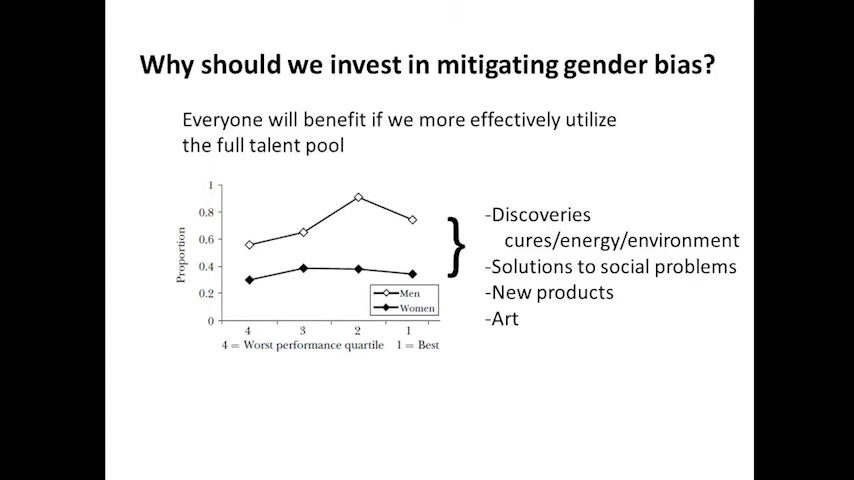 Why should we invest in mitigating gender bias?
Everyone will benefit if we more effectively utilize
the full talent pool
1
0.8
0.6
0.4
0.2
0
Proportion
Men
Women
4 3 2 1
4 = Worst performance quartile 1 = Best
}
-Discoveries
cures/energy/environment
-Solutions to social problems
-New products
-Art